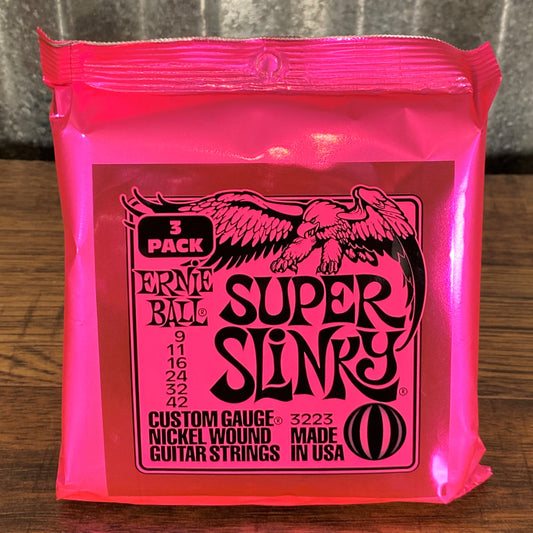 3
PACK
ERNIE
BALL®
SUPER
SLINKY®
9
11
16
24
32
42
CUSTOM GAUGE® 3223
NICKEL WOUND MADE
GUITAR STRINGS IN USA